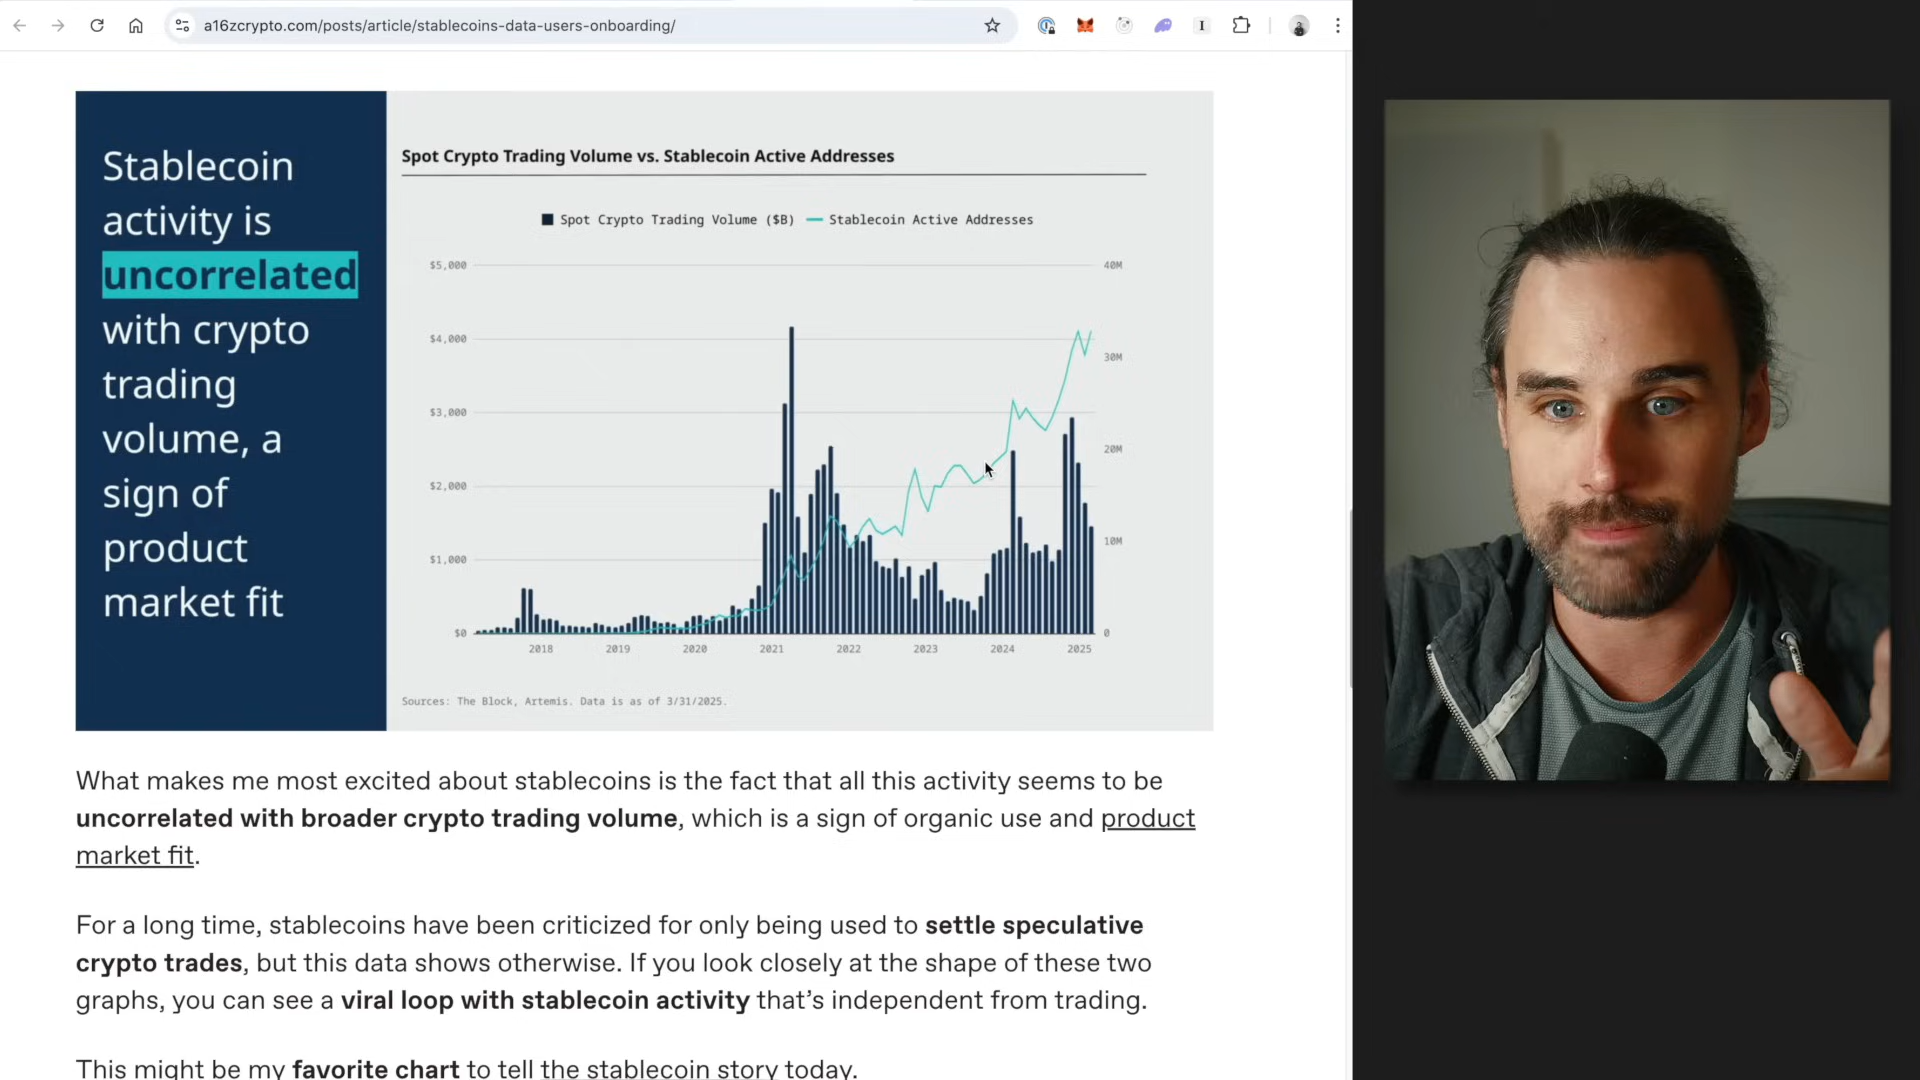 a16zcrypto.com/posts/article/stablecoins-data-users-onboarding/
Stablecoin
activity is
uncorrelated
with crypto
trading
volume, a
sign of
product
market fit
Spot Crypto Trading Volume vs. Stablecoin Active Addresses
Spot Crypto Trading Volume ($B) Stablecoin Active Addresses
$5,000 40M
$4,000
30M
$3,000
20M
$2,000
10M
$1,000
$0 0
2018 2019 2020 2021 2022 2023 2024 2025
Sources: The Block, Artemis. Data is as of 3/31/2025.
What makes me most excited about stablecoins is the fact that all this activity seems to be
uncorrelated with broader crypto trading volume, which is a sign of organic use and product
market fit.
For a long time, stablecoins have been criticized for only being used to settle speculative
crypto trades, but this data shows otherwise. If you look closely at the shape of these two
graphs, you can see a viral loop with stablecoin activity that’s independent from trading.
This might be my favorite chart to tell the stablecoin story today.